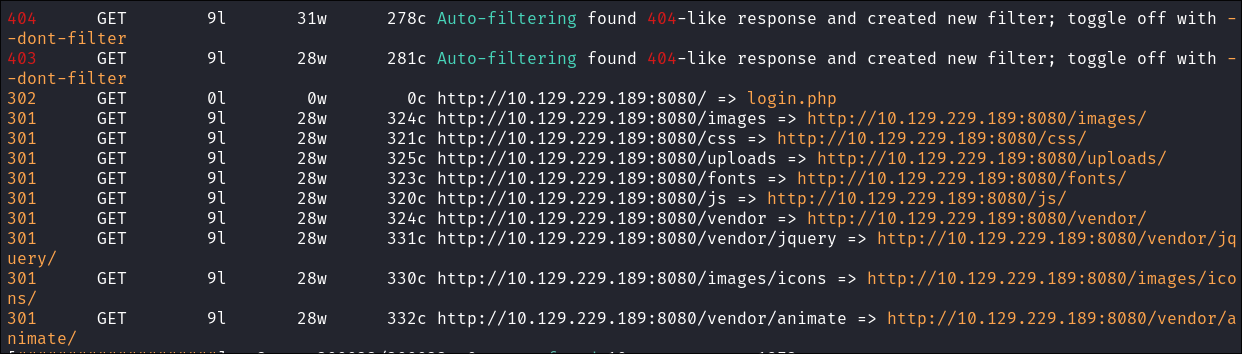 404 GET 9l 31w 278c Auto-filtering found 404-like response and created new filter; toggle off with -
-dont-filter
403 GET 9l 28w 281c Auto-filtering found 404-like response and created new filter; toggle off with -
-dont-filter
302 GET 0l 0w 0c http://10.129.229.189:8080/ => login.php
301 GET 9l 28w 324c http://10.129.229.189:8080/images => http://10.129.229.189:8080/images/
301 GET 9l 28w 321c http://10.129.229.189:8080/css => http://10.129.229.189:8080/css/
301 GET 9l 28w 325c http://10.129.229.189:8080/uploads => http://10.129.229.189:8080/uploads/
301 GET 9l 28w 323c http://10.129.229.189:8080/fonts => http://10.129.229.189:8080/fonts/
301 GET 9l 28w 320c http://10.129.229.189:8080/js => http://10.129.229.189:8080/js/
301 GET 9l 28w 324c http://10.129.229.189:8080/vendor => http://10.129.229.189:8080/vendor/
301 GET 9l 28w 331c http://10.129.229.189:8080/vendor/jquery => http://10.129.229.189:8080/vendor/jq
uery/
301 GET 9l 28w 330c http://10.129.229.189:8080/images/icons => http://10.129.229.189:8080/images/ico
ns/
301 GET 9l 28w 332c http://10.129.229.189:8080/vendor/animate => http://10.129.229.189:8080/vendor/a
nimate/